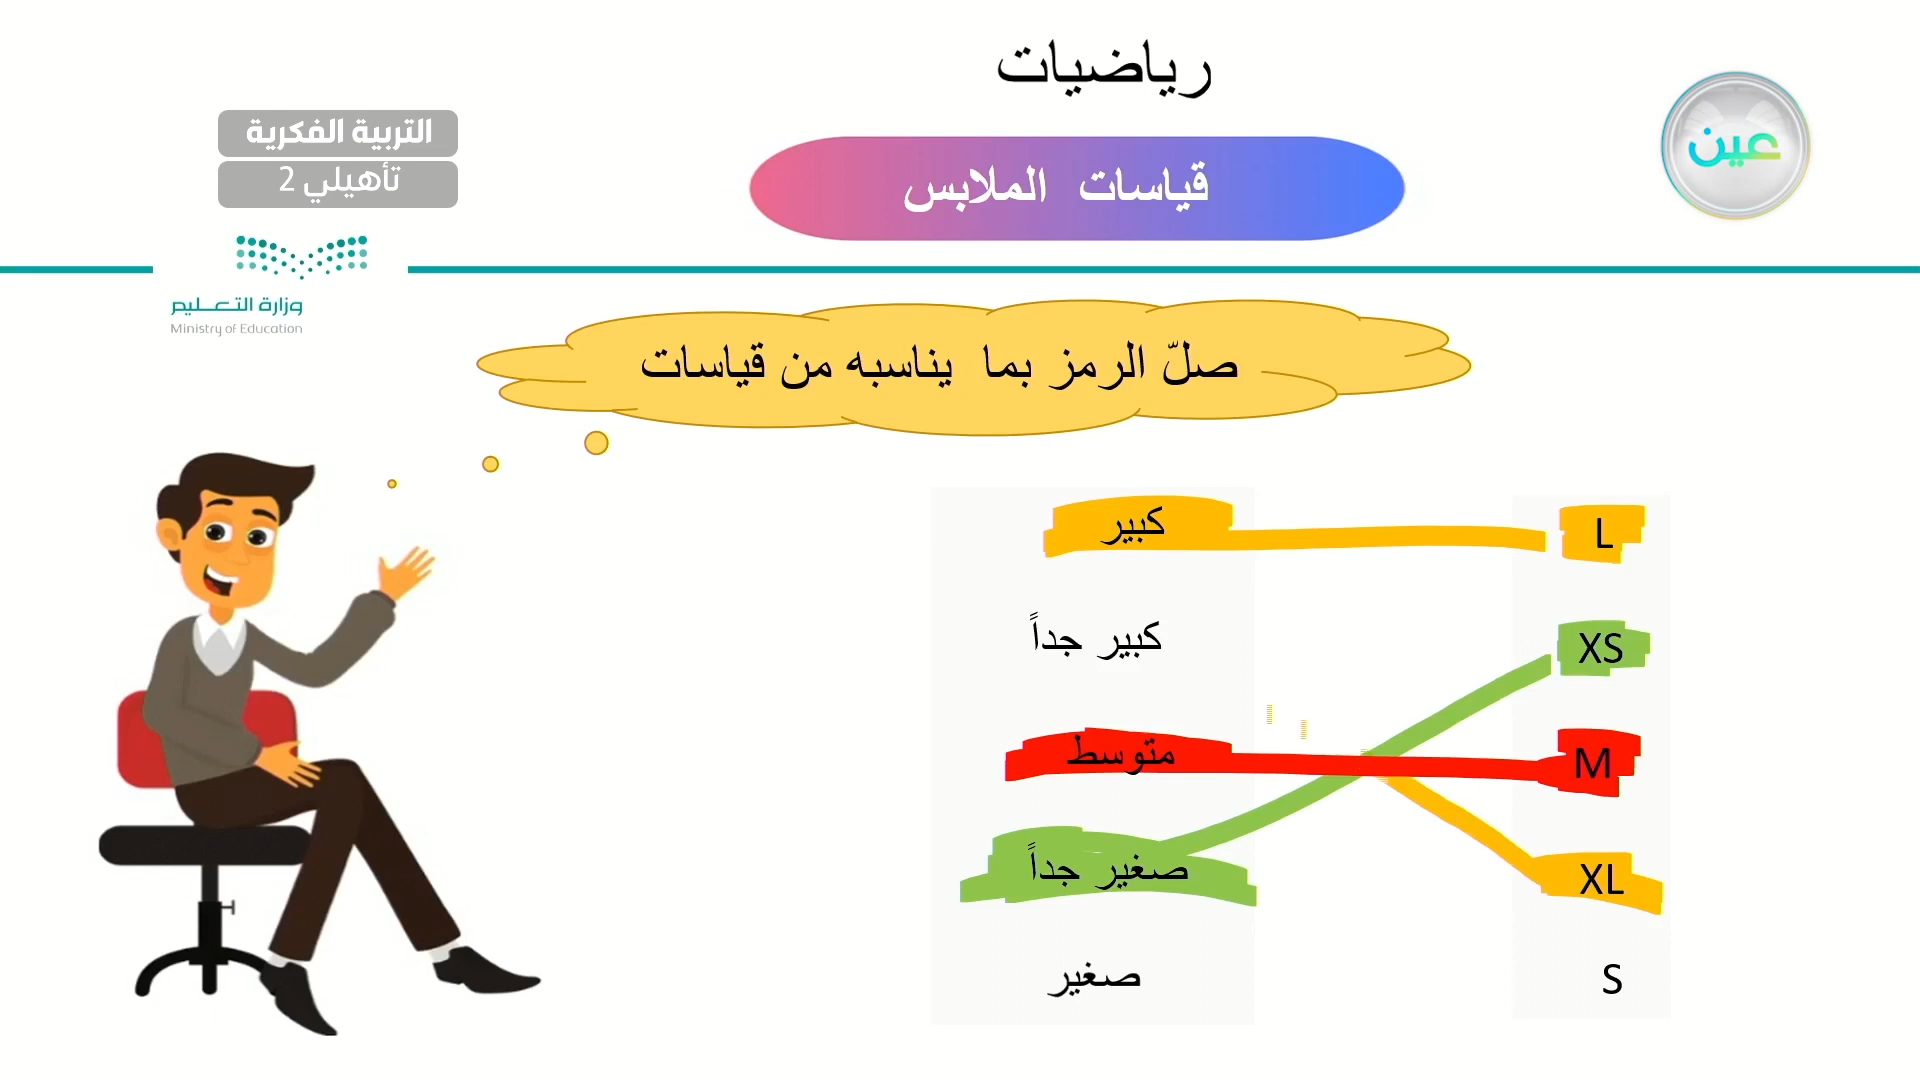 رياضيات
قياسات الملابس
عين
التربية الفكرية
تأهيلي 2
وزارة التعليم
Ministry of Education
صلّ الرمز بما يناسبه من قياسات
L
كبير
XS
كبير جداً
M
متوسط
XL
صغير جداً
S
صغير